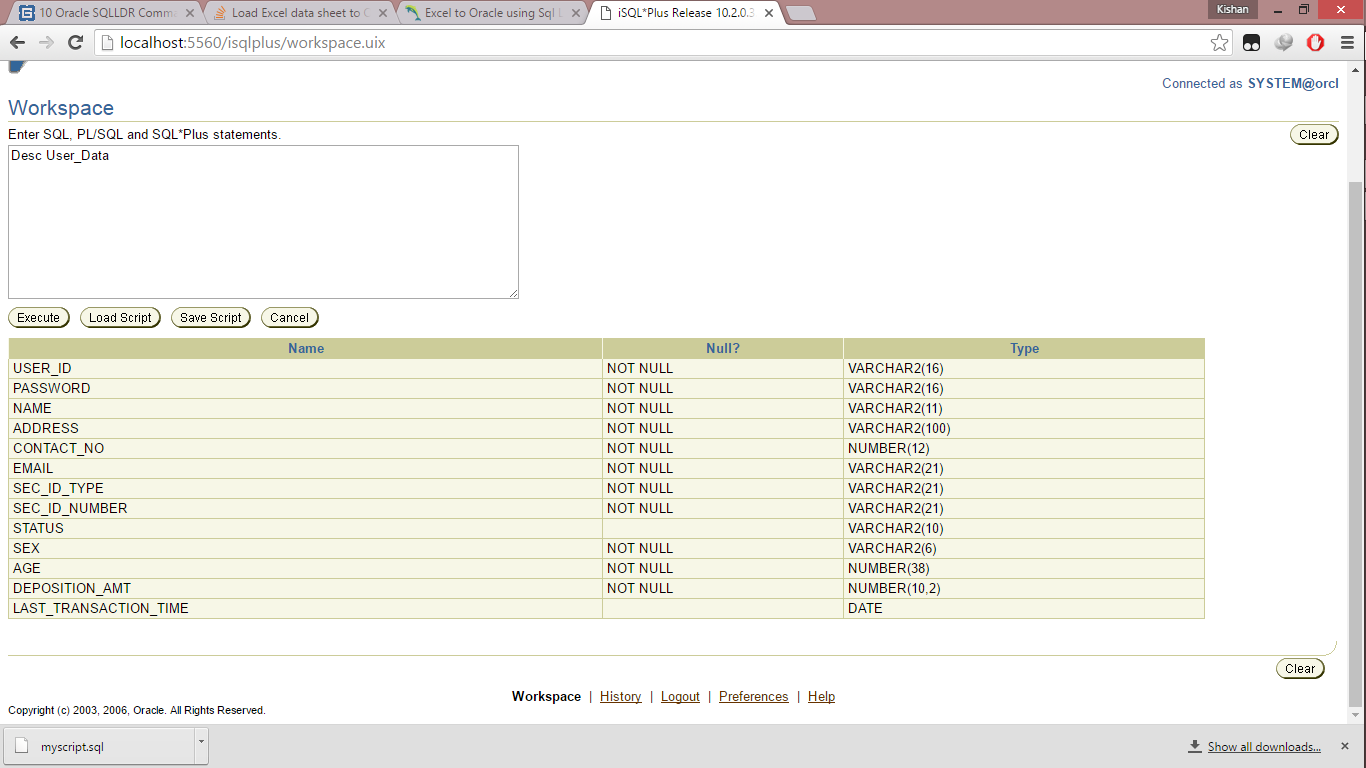 10 Oracle SQLLDR Comma
Load Excel data sheet to O
Excel to Oracle using Sql L
iSQL*Plus Release 10.2.0.3
Kishan
localhost:5560/isqlplus/workspace.uix
Connected as SYSTEM@orcl
Workspace
Enter SQL, PL/SQL and SQL*Plus statements.
Clear
Desc User_Data
Execute Load Script Save Script Cancel
Name Null? Type
USER_ID NOT NULL VARCHAR2(16)
PASSWORD NOT NULL VARCHAR2(16)
NAME NOT NULL VARCHAR2(11)
ADDRESS NOT NULL VARCHAR2(100)
CONTACT_NO NOT NULL NUMBER(12)
EMAIL NOT NULL VARCHAR2(21)
SEC_ID_TYPE NOT NULL VARCHAR2(21)
SEC_ID_NUMBER NOT NULL VARCHAR2(21)
STATUS VARCHAR2(10)
SEX NOT NULL VARCHAR2(6)
AGE NOT NULL NUMBER(38)
DEPOSITION_AMT NOT NULL NUMBER(10,2)
LAST_TRANSACTION_TIME DATE
Clear
Workspace | History | Logout | Preferences | Help
Copyright (c) 2003, 2006, Oracle. All Rights Reserved.
myscript.sql
Show all downloads...